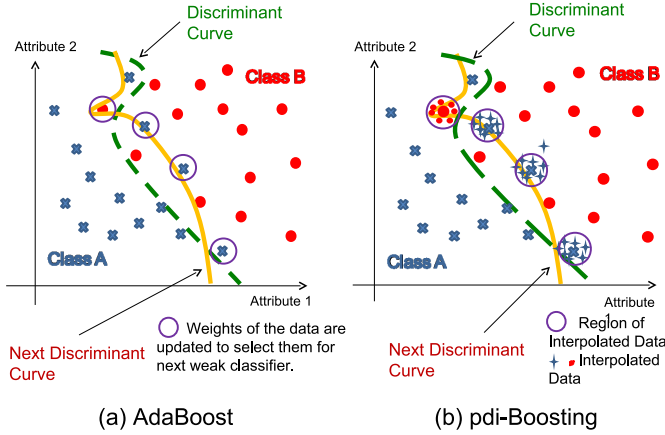 Discriminant
Curve
Attribute 2
Class B
Class A
Attribute 1
Next Discriminant
Curve
Weights of the data are
updated to select them for
next weak classifier.
(a) AdaBoost
Discriminant
Curve
Attribute 2
Class B
Class A
Attribute
1
Next Discriminant
Curve
Region of
Interpolated Data
Interpolated
Data
(b) pdi-Boosting